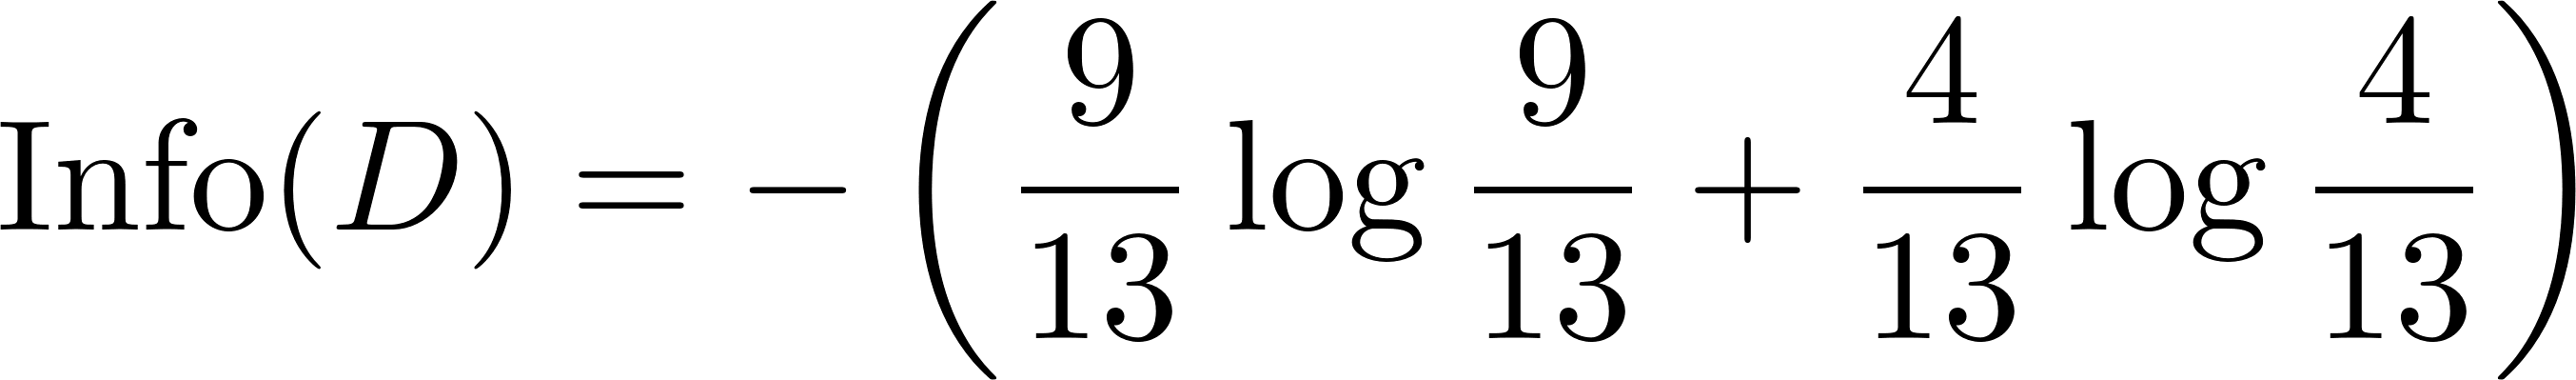 Info(D) = − ( 9/13 log 9/13 + 4/13 log 4/13 )